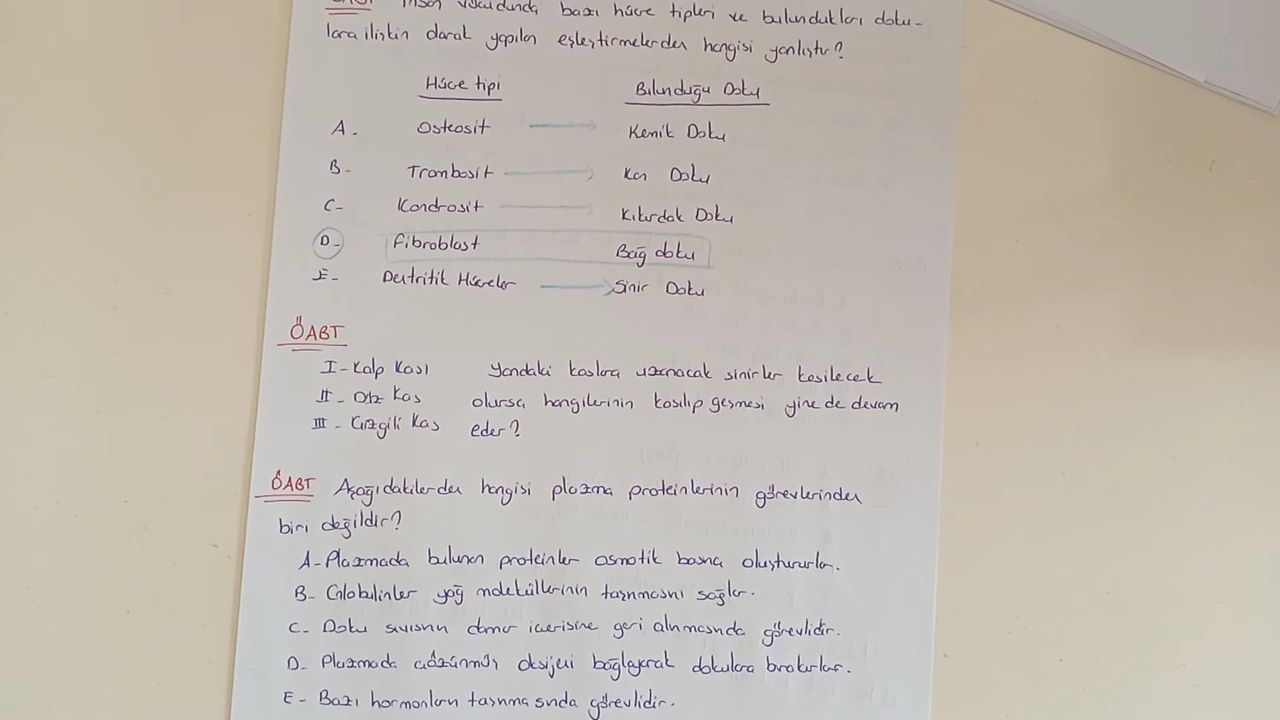 ÖABT İnsan vücudunda bazı hücre tipleri ve bulundukları doku-
lara ilişkin olarak yapılan eşleştirmelerden hangisi yanlıştır?
Hücre tipi Bulunduğu Doku
A. Osteosit → Kemik Doku
B- Trombosit → Kan Doku
C- Kondrosit → Kıkırdak Doku
D- Fibroblast Bağ doku
E- Dentritik Hücreler → Sinir Doku
ÖABT
I- Kalp Kası Yandaki kaslara uzanacak sinirler kesilecek
II- Düz Kas olursa hangilerinin kasılıp gevşmesi yine de devam
III- Çizgili Kas eder?
ÖABT Aşağıdakilerden hangisi plazma proteinlerinin görevlerinden
biri değildir?
A- Plazmada bulunan proteinler osmotik basınç oluştururlar.
B- Globulinler yağ moleküllerinin taşınmasını sağlar.
C- Doku sıvısının damar içerisine geri alınmasında görevlidir.
D- Plazmada çözünmüş oksijeni bağlayarak dokulara bırakırlar.
E- Bazı hormonların taşınmasında görevlidir.